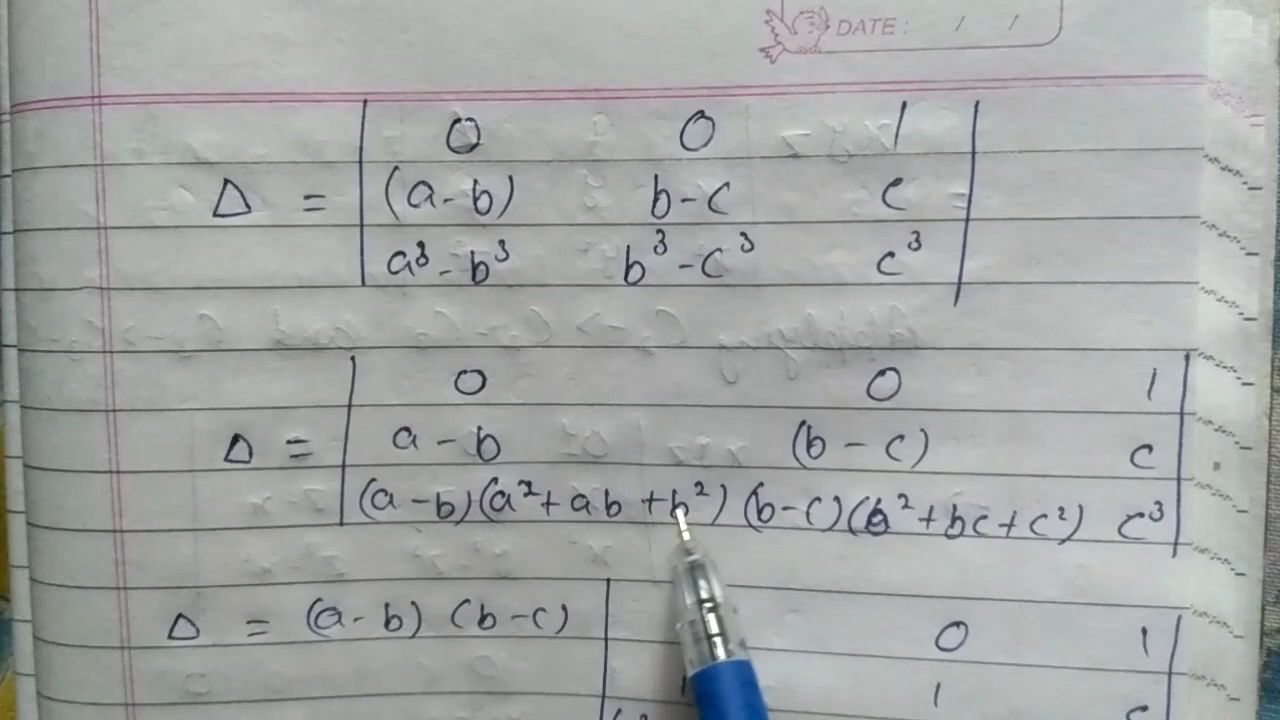 DATE : / /
0 0 1
Δ = (a-b) b-c c
a³-b³ b³-c³ c³
0 0 1
Δ = a-b (b-c) c
(a-b)(a²+ab+b²) (b-c)(b²+bc+c²) c³
Δ = (a-b) (b-c) 0 1
1 c